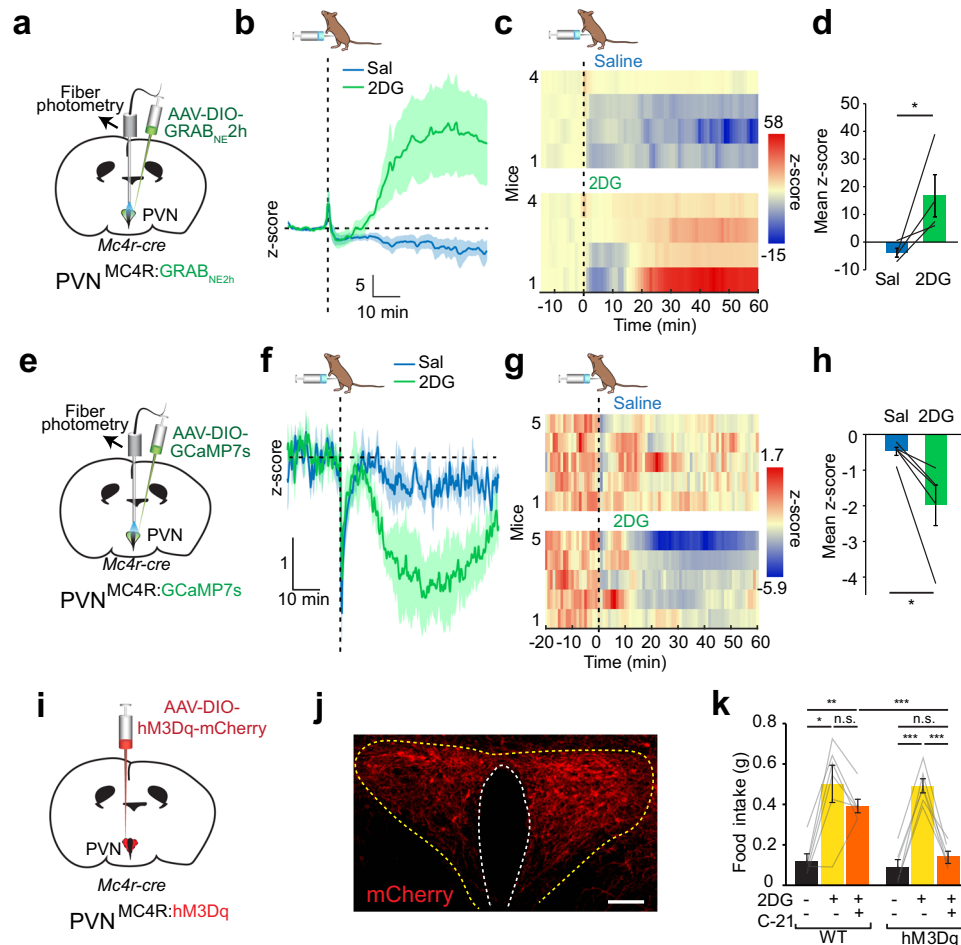 a
Fiber
photometry
AAV-DIO-
GRABNE2h
PVN
Mc4r-cre
PVN MC4R:GRABNE2h
b
Sal
2DG
z-score
5
10 min
c
Saline
4
1
Mice
2DG
4
1
-10 0 10 20 30 40 50 60
Time (min)
58
z-score
-15
d
*
50
40
30
20
10
0
-10
Mean z-score
Sal 2DG
e
Fiber
photometry
AAV-DIO-
GCaMP7s
PVN
Mc4r-cre
PVN MC4R:GCaMP7s
f
Sal
2DG
z-score
1
10 min
g
Saline
5
1
Mice
2DG
5
1
-20 -10 0 10 20 30 40 50 60
Time (min)
1.7
z-score
-5.9
h
Sal 2DG
0
-1
-2
-3
-4
Mean z-score
*
i
AAV-DIO-
hM3Dq-mCherry
PVN
Mc4r-cre
PVN MC4R:hM3Dq
j
mCherry
k
** ***
* n.s. n.s.
*** ***
0.8
0.6
0.4
0.2
0
Food intake (g)
2DG - + + - + +
C-21 - - + - - +
WT hM3Dq